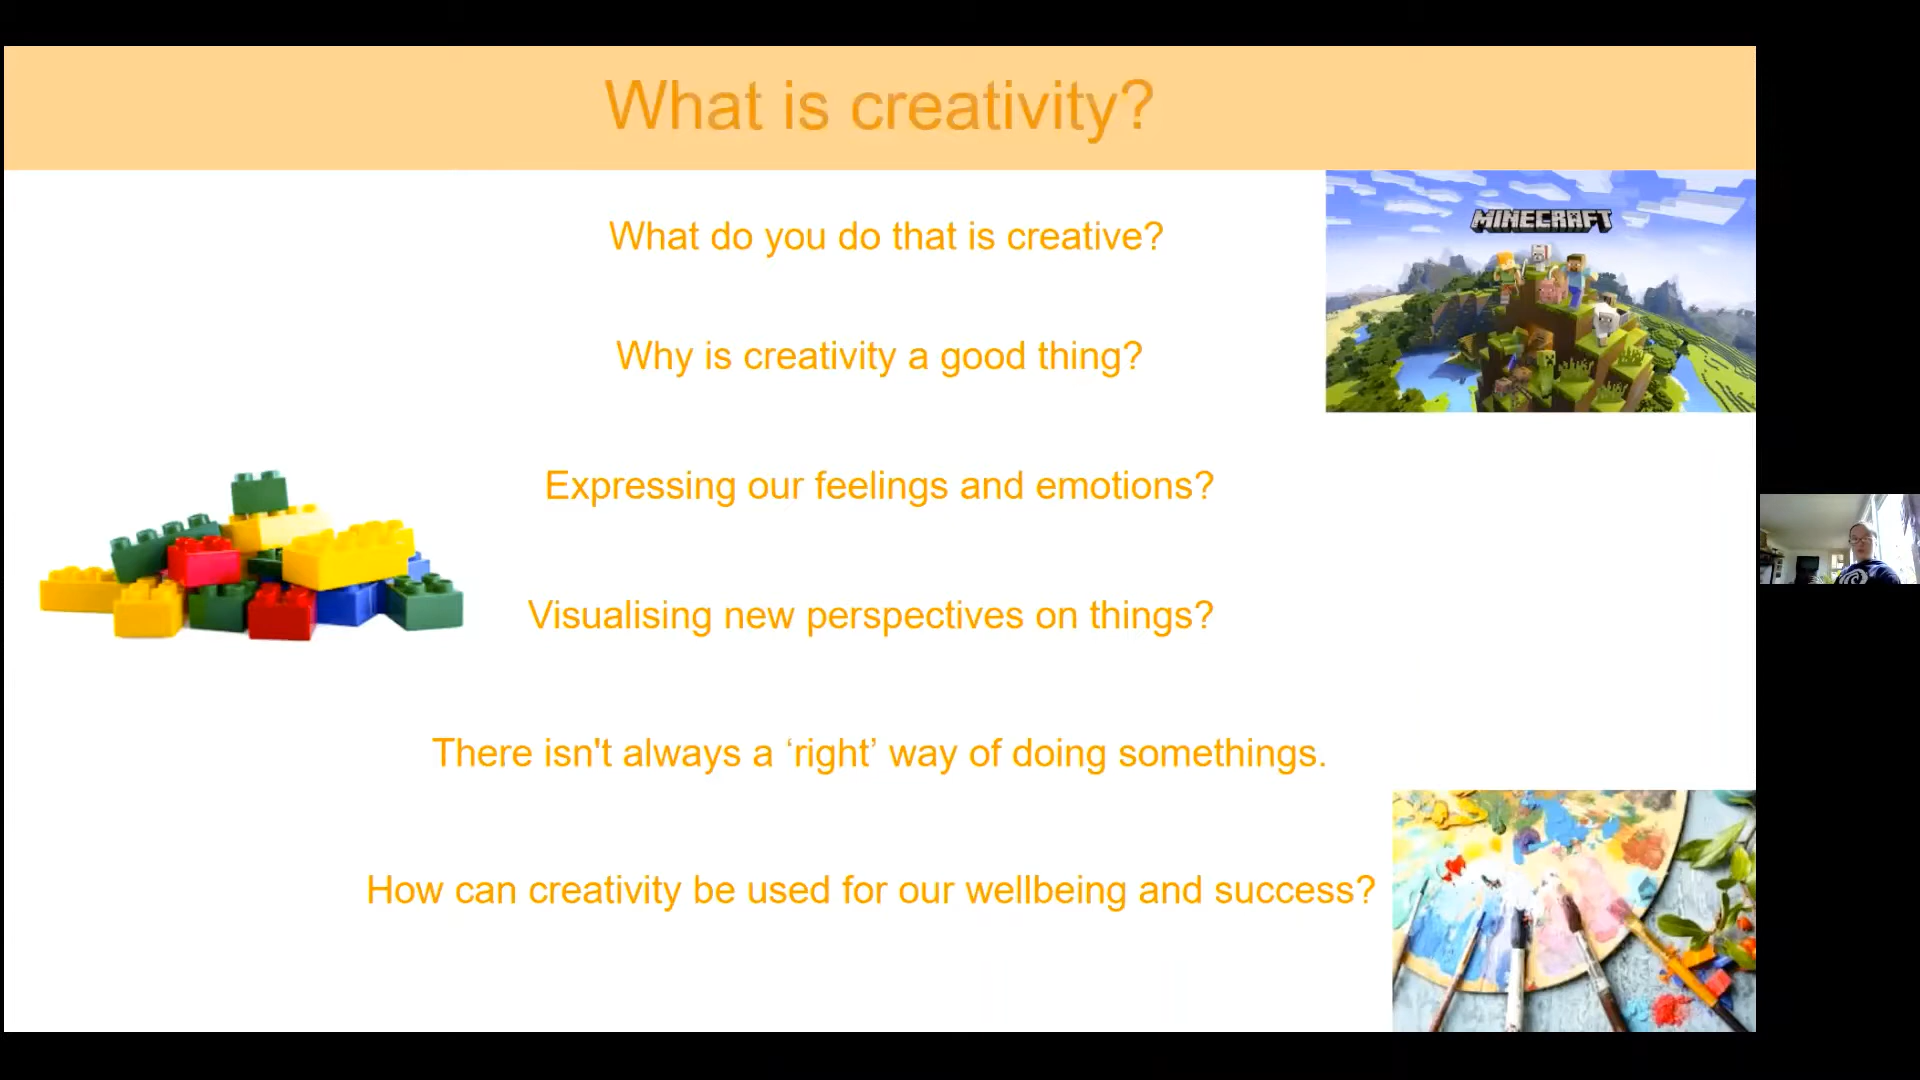 What is creativity?
What do you do that is creative?
MINECRAFT
Why is creativity a good thing?
Expressing our feelings and emotions?
Visualising new perspectives on things?
There isn't always a ‘right’ way of doing somethings.
How can creativity be used for our wellbeing and success?